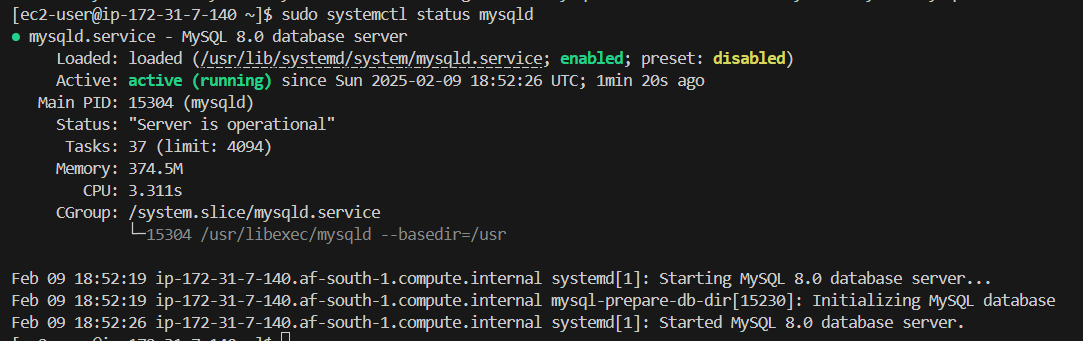 [ec2-user@ip-172-31-7-140 ~]$ sudo systemctl status mysqld
● mysqld.service - MySQL 8.0 database server
Loaded: loaded (/usr/lib/systemd/system/mysqld.service; enabled; preset: disabled)
Active: active (running) since Sun 2025-02-09 18:52:26 UTC; 1min 20s ago
Main PID: 15304 (mysqld)
Status: "Server is operational"
Tasks: 37 (limit: 4094)
Memory: 374.5M
CPU: 3.311s
CGroup: /system.slice/mysqld.service
└─15304 /usr/libexec/mysqld --basedir=/usr
Feb 09 18:52:19 ip-172-31-7-140.af-south-1.compute.internal systemd[1]: Starting MySQL 8.0 database server...
Feb 09 18:52:19 ip-172-31-7-140.af-south-1.compute.internal mysql-prepare-db-dir[15230]: Initializing MySQL database
Feb 09 18:52:26 ip-172-31-7-140.af-south-1.compute.internal systemd[1]: Started MySQL 8.0 database server.